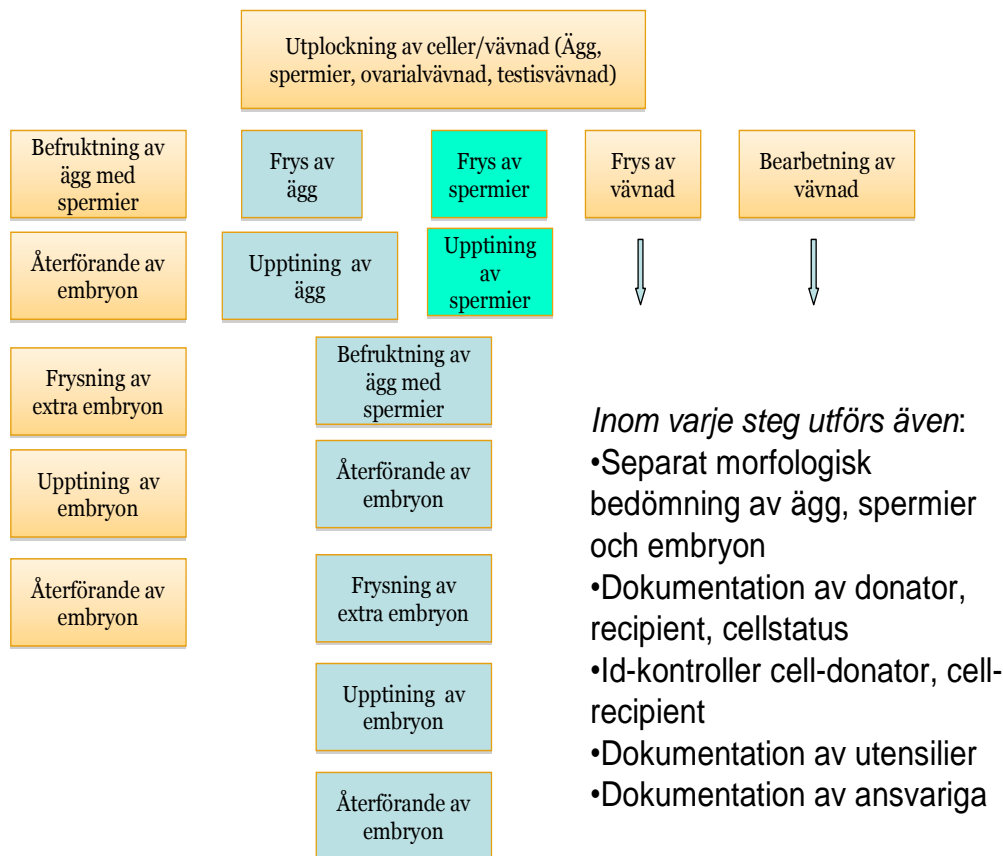 Utplockning av celler/vävnad (Ägg,
spermier, ovarialvävnad, testisvävnad)
Befruktning av
ägg med
spermier
Frys av
ägg
Frys av
spermier
Frys av
vävnad
Bearbetning av
vävnad
Återförande av
embryon
Upptining av
ägg
Upptining
av
spermier
Frysning av
extra embryon
Upptining av
embryon
Återförande av
embryon
Befruktning av
ägg med
spermier
Återförande av
embryon
Frysning av
extra embryon
Upptining av
embryon
Återförande av
embryon
Inom varje steg utförs även:
•Separat morfologisk
bedömning av ägg, spermier
och embryon
•Dokumentation av donator,
recipient, cellstatus
•Id-kontroller cell-donator, cell-
recipient
•Dokumentation av utensilier
•Dokumentation av ansvariga